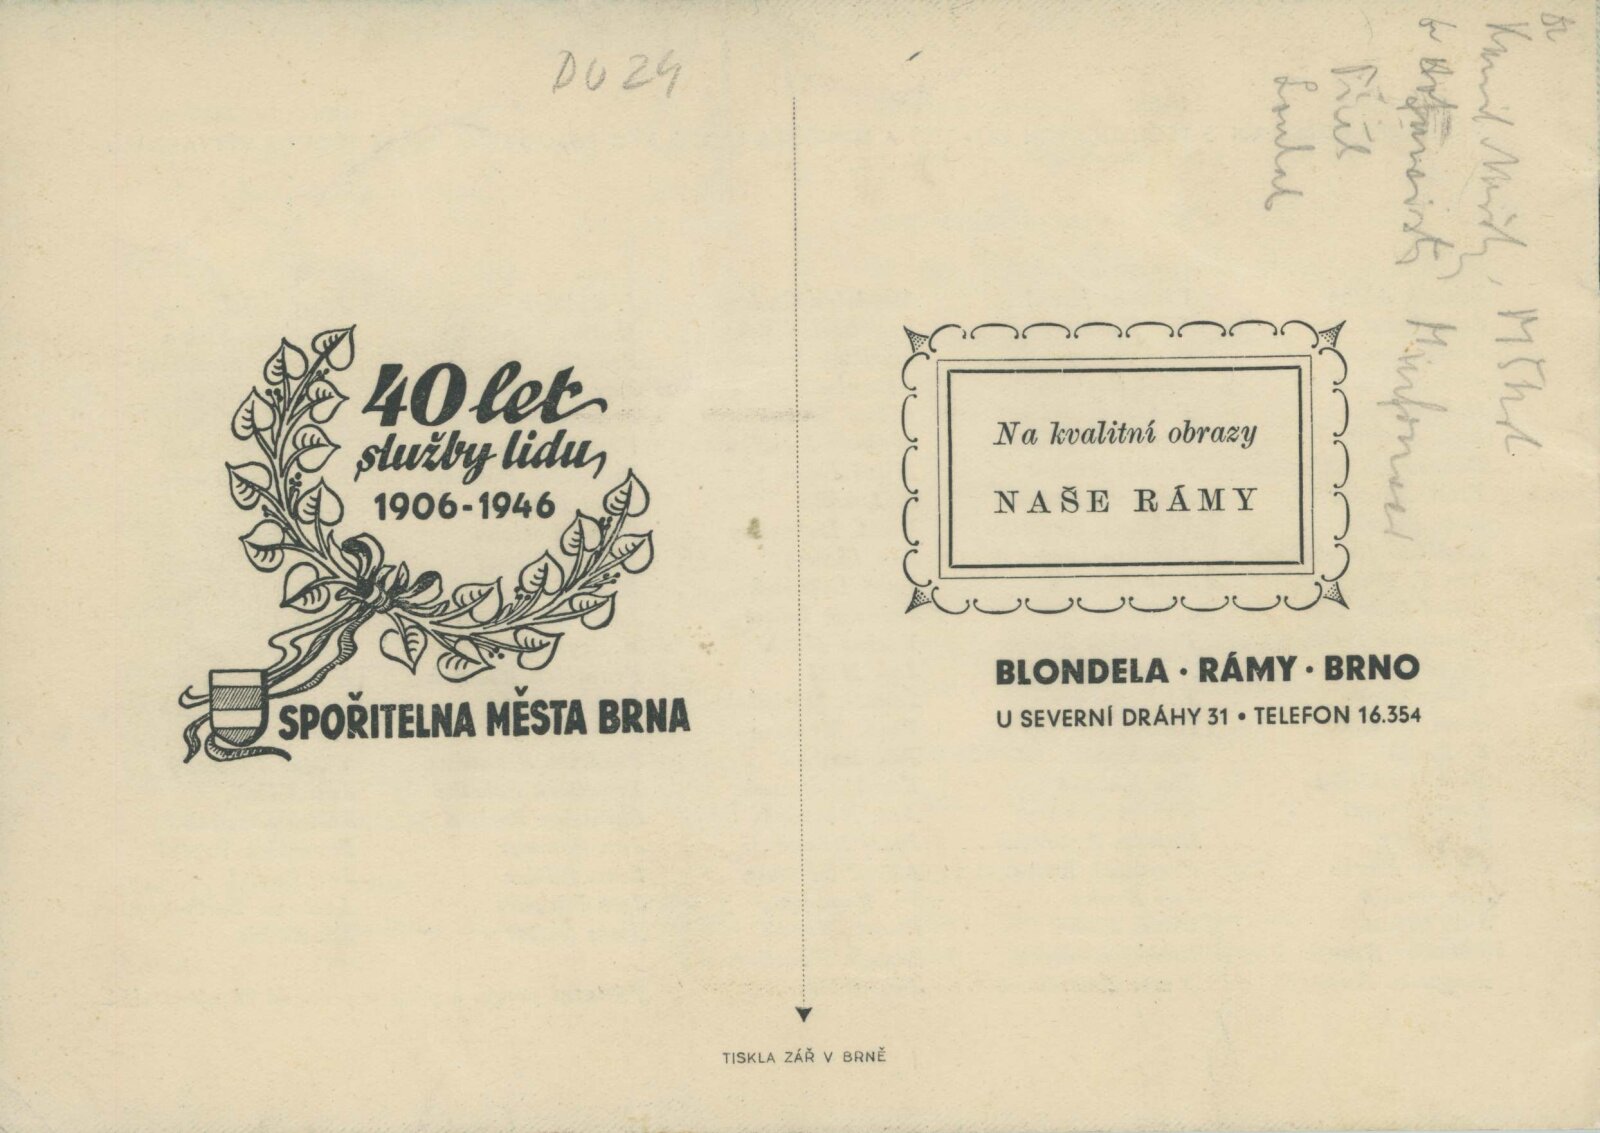 DU 24
40 let
služby lidu,
1906-1946
SPOŘITELNA MĚSTA BRNA
Na kvalitní obrazy
NAŠE RÁMY
BLONDELA · RÁMY · BRNO
U SEVERNÍ DRÁHY 31 • TELEFON 16.354
TISKLA ZÁŘ V BRNĚ